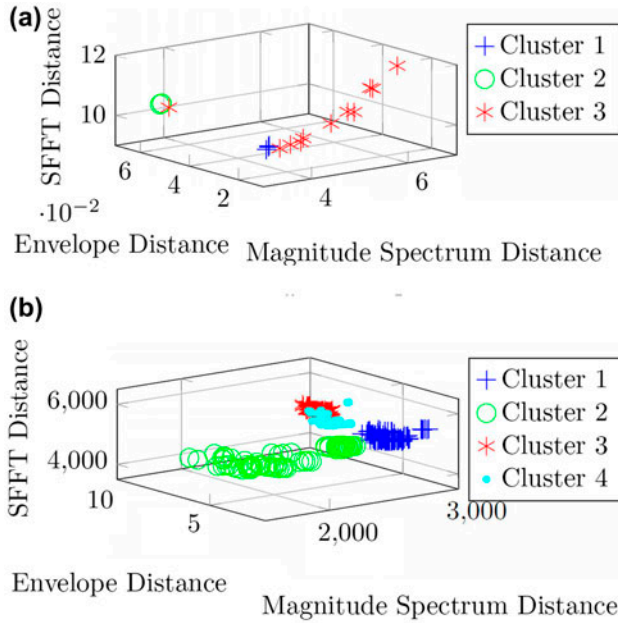 (a)
12
10
SFFT Distance
6
4
2
4
6
·10⁻²
Envelope Distance
Magnitude Spectrum Distance
Cluster 1
Cluster 2
Cluster 3
(b)
6,000
4,000
SFFT Distance
10
5
2,000
3,000
Envelope Distance
Magnitude Spectrum Distance
Cluster 1
Cluster 2
Cluster 3
Cluster 4